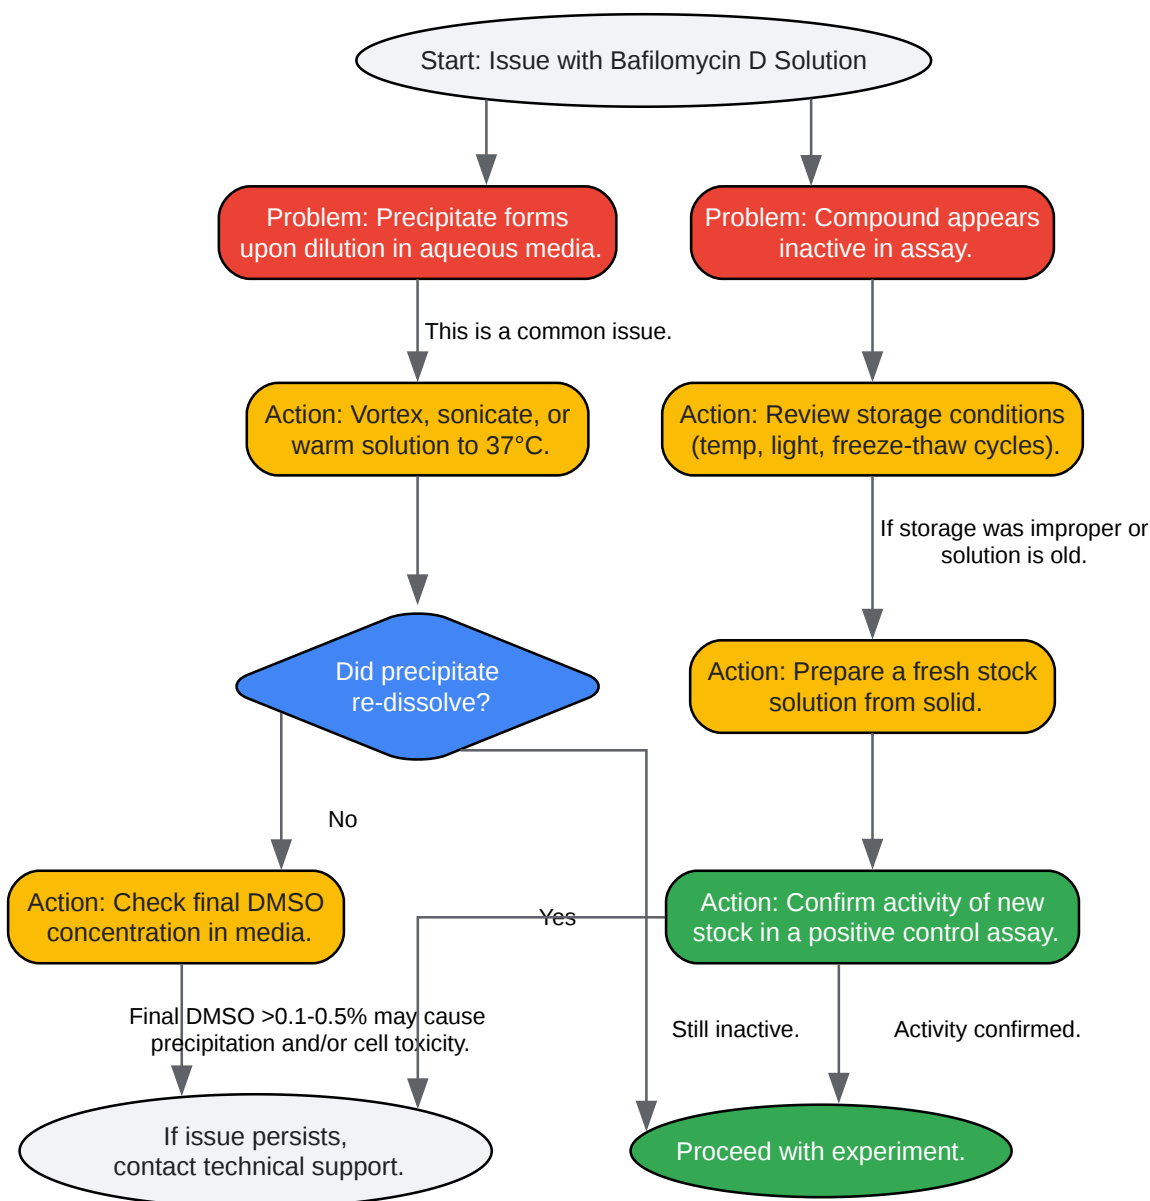 Start: Issue with Bafilomycin D Solution
Problem: Precipitate forms
upon dilution in aqueous media.
Problem: Compound appears
inactive in assay.
This is a common issue.
Action: Vortex, sonicate, or
warm solution to 37°C.
Action: Review storage conditions
(temp, light, freeze-thaw cycles).
If storage was improper or
solution is old.
Did precipitate
re-dissolve?
Action: Prepare a fresh stock
solution from solid.
No
Action: Check final DMSO
concentration in media.
Yes
Action: Confirm activity of new
stock in a positive control assay.
Final DMSO >0.1-0.5% may cause
precipitation and/or cell toxicity.
Still inactive.
Activity confirmed.
If issue persists,
contact technical support.
Proceed with experiment.